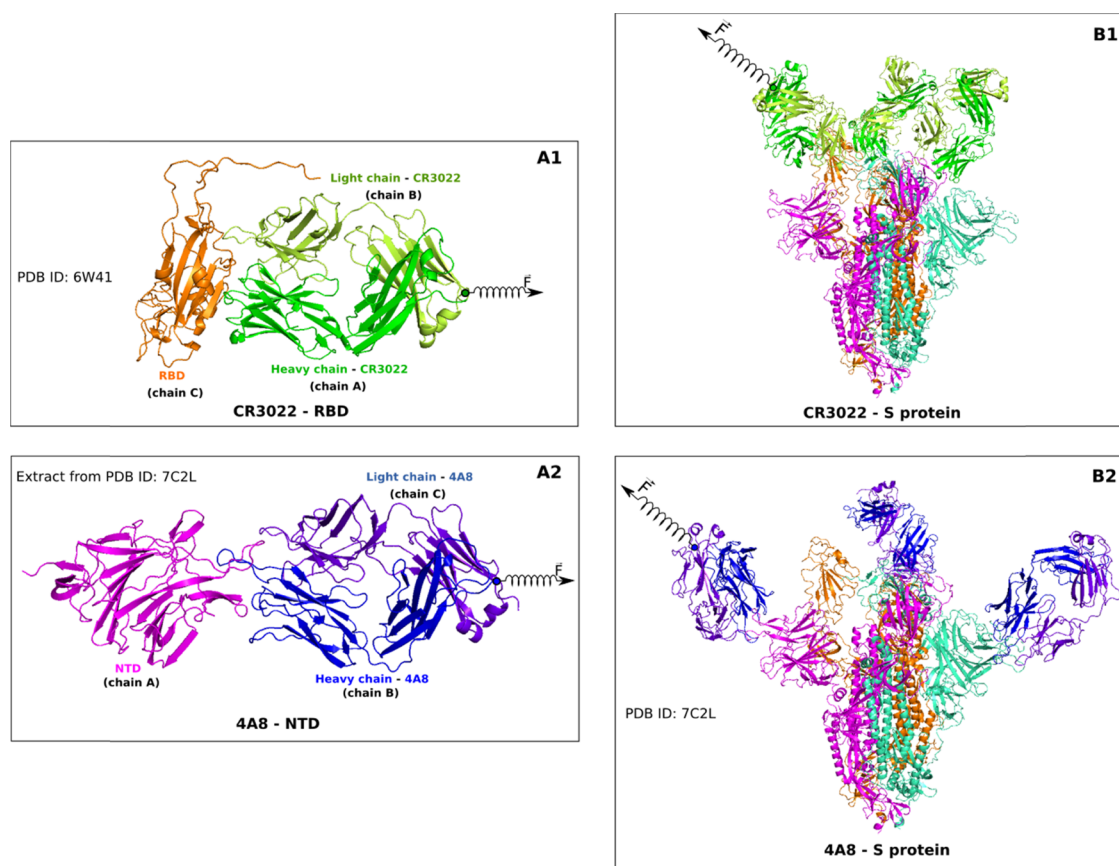 A1
Light chain - CR3022
(chain B)
PDB ID: 6W41
F
RBD
(chain C)
Heavy chain - CR3022
(chain A)
CR3022 - RBD
B1
F
CR3022 - S protein
Extract from PDB ID: 7C2L
A2
Light chain - 4A8
(chain C)
F
NTD
(chain A)
Heavy chain - 4A8
(chain B)
4A8 - NTD
B2
F
PDB ID: 7C2L
4A8 - S protein